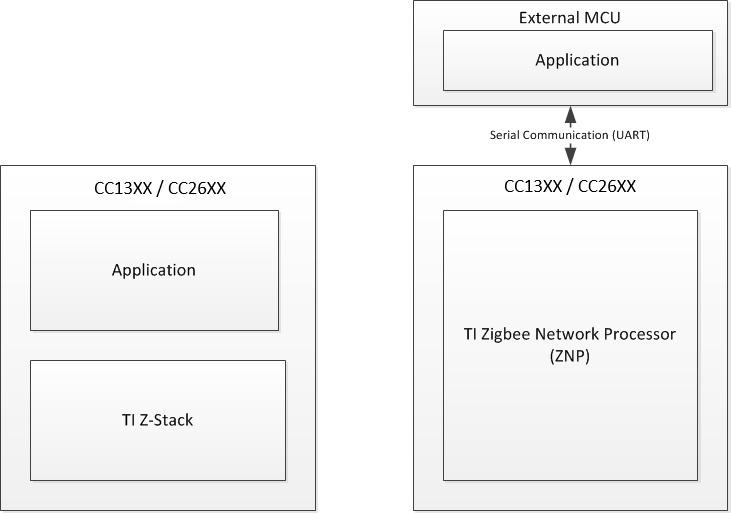 External MCU
Application
Serial Communication (UART)
CC13XX / CC26XX
Application
TI Z-Stack
CC13XX / CC26XX
TI Zigbee Network Processor
(ZNP)